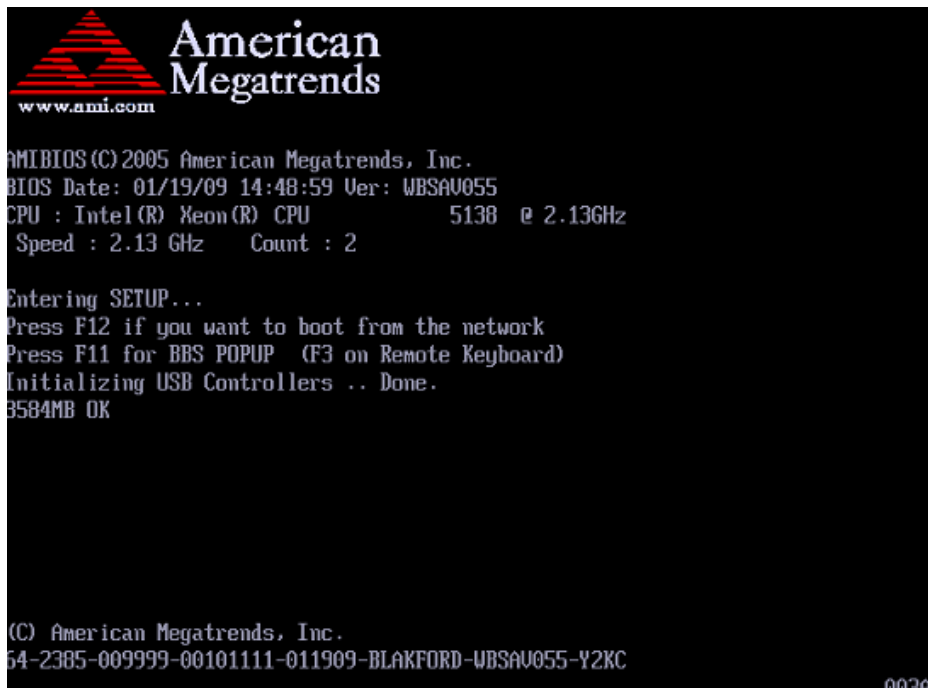 American
Megatrends
www.ami.com
AMIBIOS(C)2005 American Megatrends, Inc.
BIOS Date: 01/19/09 14:48:59 Ver: WBSAV055
CPU : Intel(R) Xeon(R) CPU 5138 @ 2.13GHz
Speed : 2.13 GHz Count : 2
Entering SETUP...
Press F12 if you want to boot from the network
Press F11 for BBS POPUP (F3 on Remote Keyboard)
Initializing USB Controllers .. Done.
3584MB OK
(C) American Megatrends, Inc.
64-2385-009999-00101111-011909-BLAKFORD-WBSAV055-Y2KC